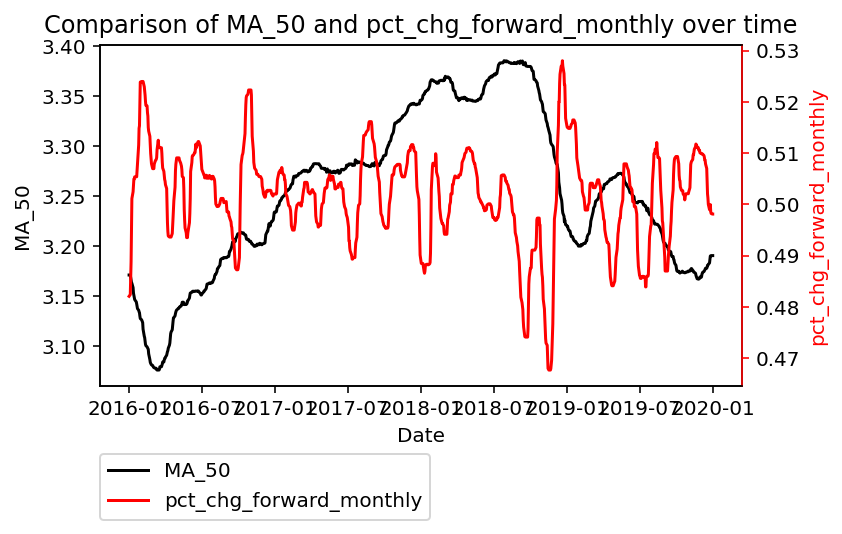 Comparison of MA_50 and pct_chg_forward_monthly over time
3.40
3.35
3.30
3.25
3.20
3.15
3.10
MA_50
0.53
0.52
0.51
0.50
0.49
0.48
0.47
pct_chg_forward_monthly
2016-01 2016-07 2017-01 2017-07 2018-01 2018-07 2019-01 2019-07 2020-01
Date
MA_50
pct_chg_forward_monthly